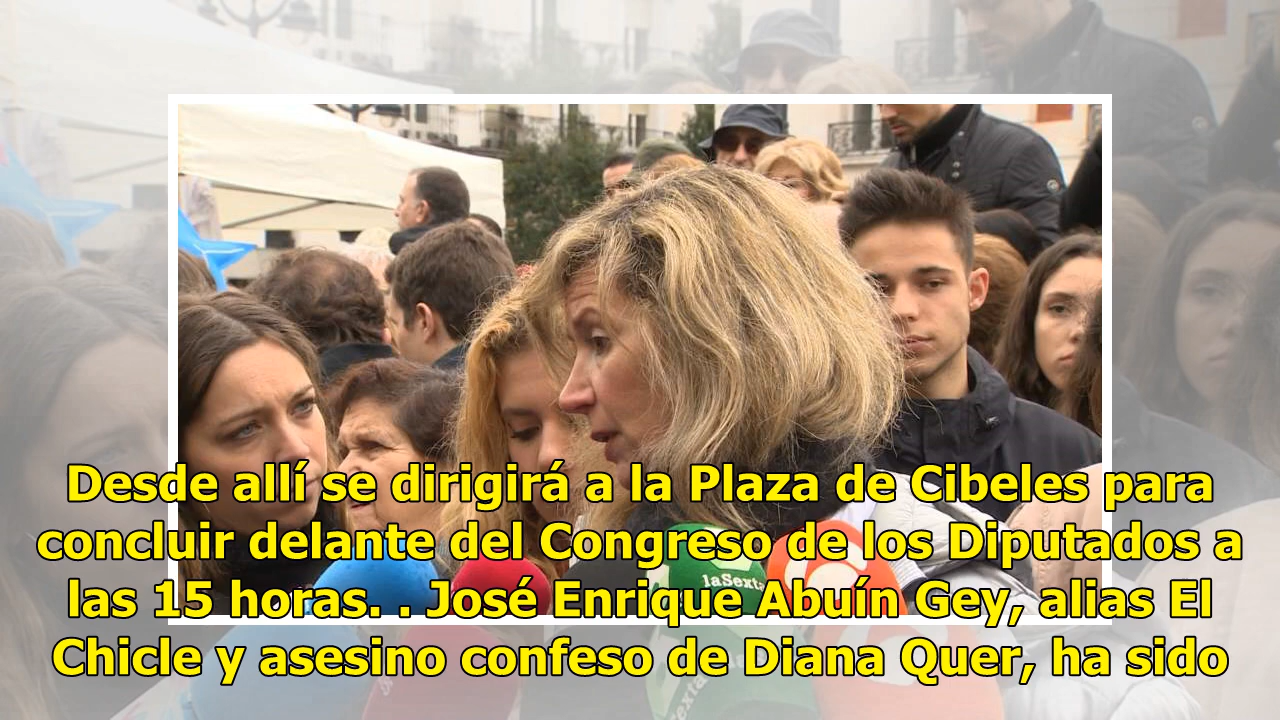 Desde allí se dirigirá a la Plaza de Cibeles para
concluir delante del Congreso de los Diputados a
las 15 horas. . José Enrique Abuín Gey, alias El
Chicle y asesino confeso de Diana Quer, ha sido
laSexta